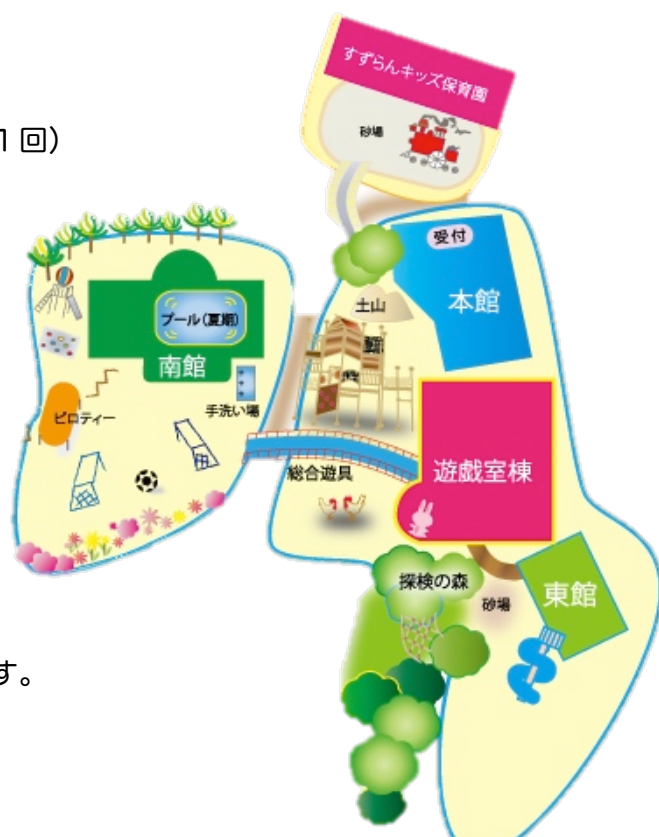 すずらんキッズ保育園
1回)
砂場
受付
本館
土山
プール(夏期)
南館
手洗い場
ピロティー
総合遊具
遊戯室棟
探検の森
砂場
東館
す。